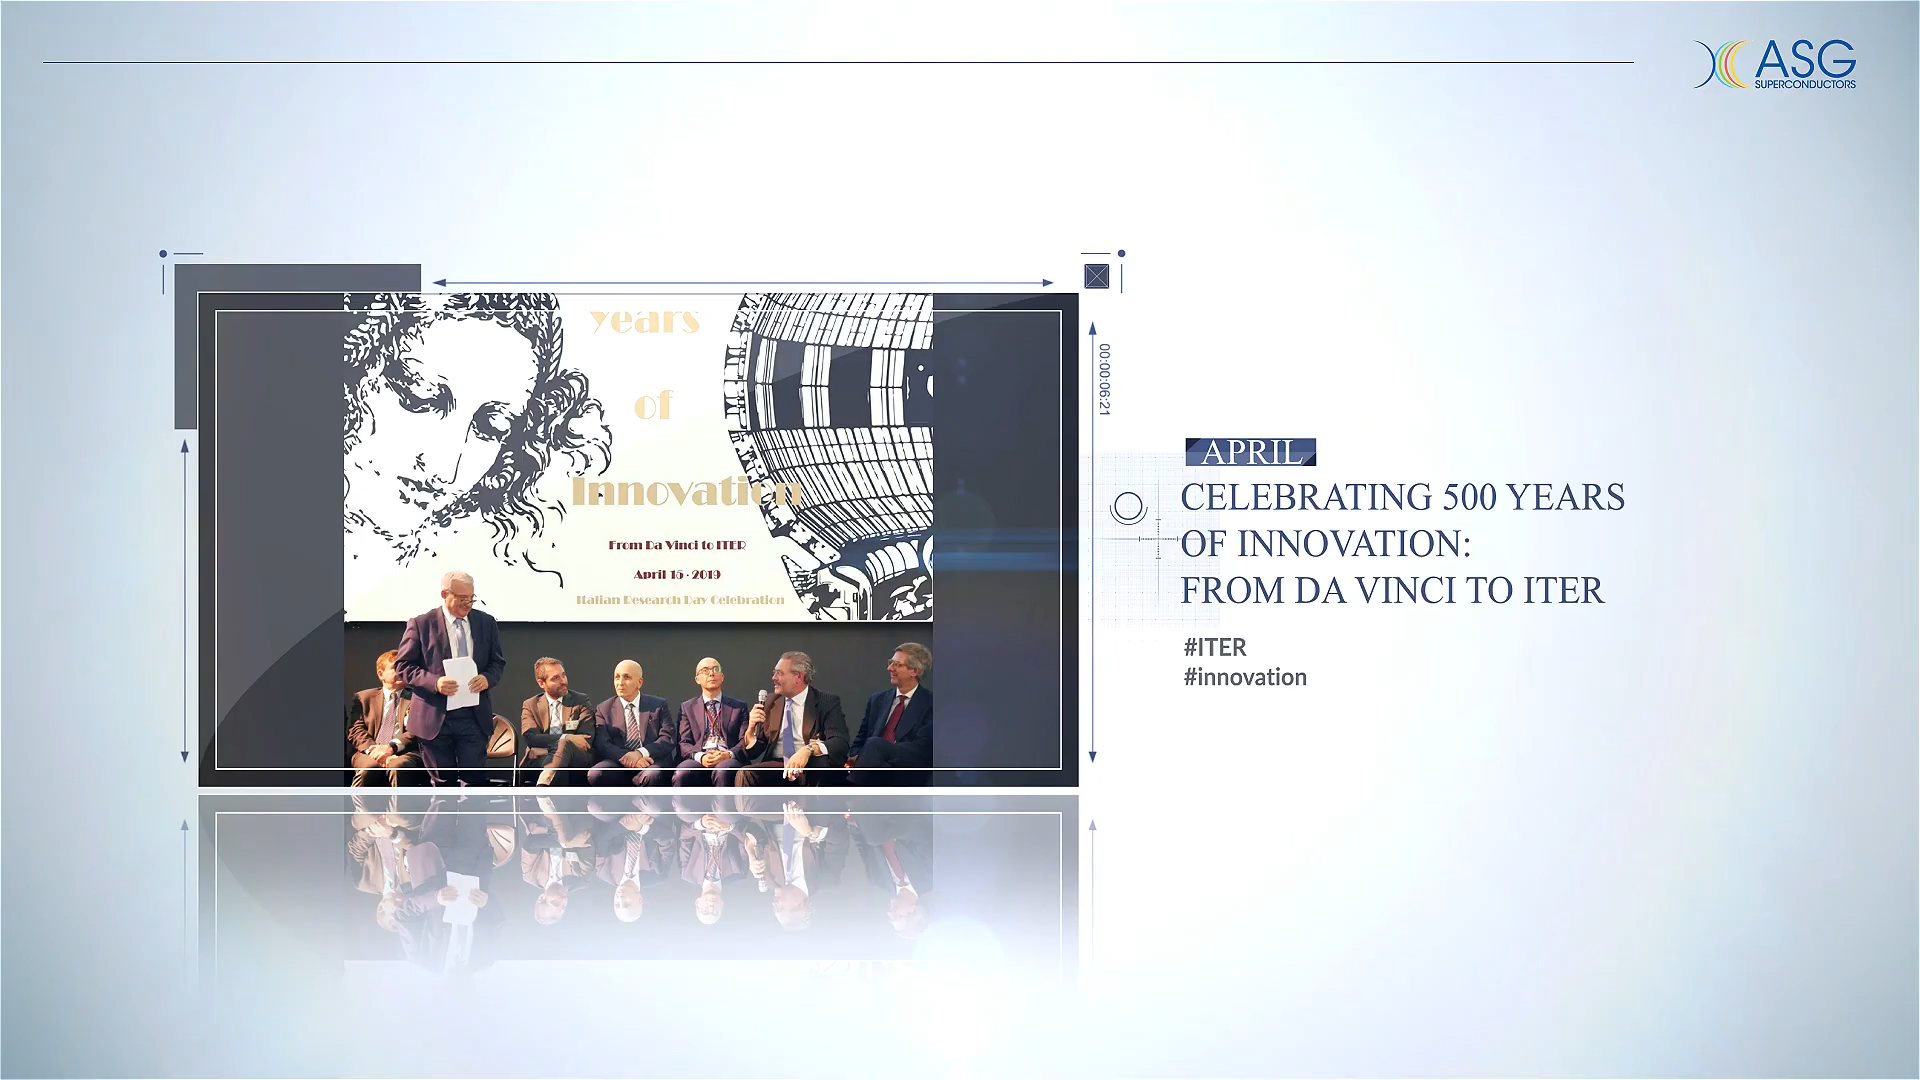 ASG
SUPERCONDUCTORS
years
of
Innovation
From Da Vinci to ITER
April 15 · 2019
Italian Research Day Celebration
00:00:06:21
APRIL
CELEBRATING 500 YEARS
OF INNOVATION:
FROM DA VINCI TO ITER
#ITER
#innovation